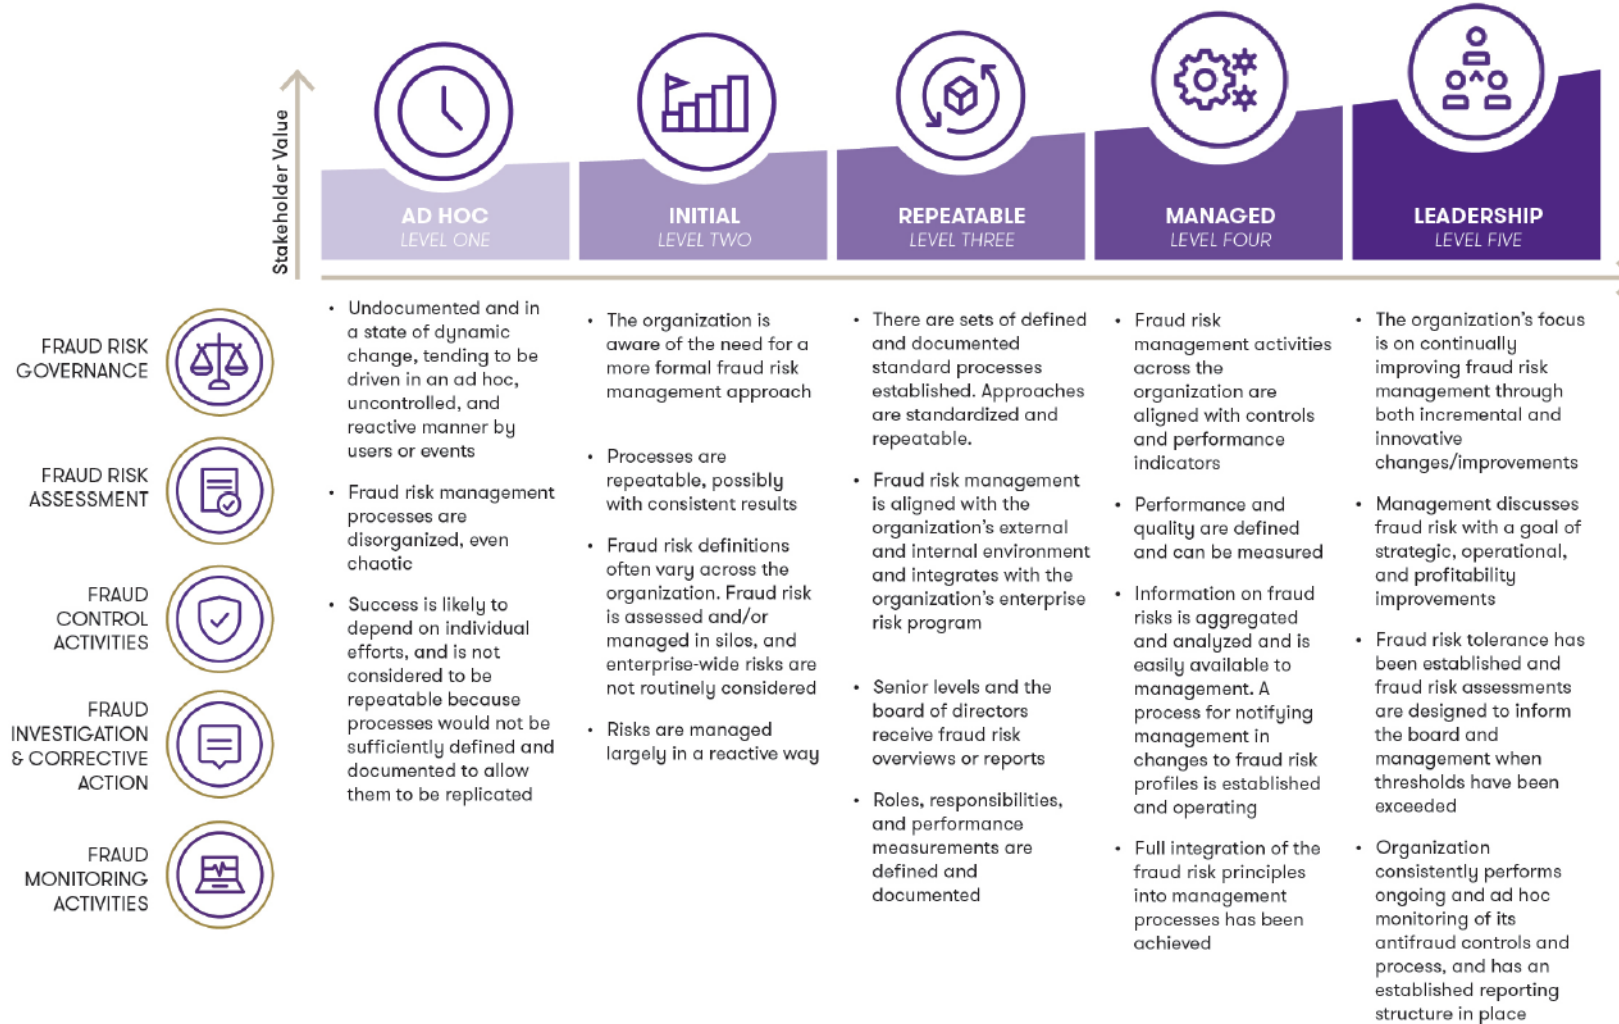 Stakeholder Value
AD HOC
LEVEL ONE
INITIAL
LEVEL TWO
REPEATABLE
LEVEL THREE
MANAGED
LEVEL FOUR
LEADERSHIP
LEVEL FIVE
FRAUD RISK
GOVERNANCE
FRAUD RISK
ASSESSMENT
FRAUD
CONTROL
ACTIVITIES
FRAUD
INVESTIGATION
& CORRECTIVE
ACTION
FRAUD
MONITORING
ACTIVITIES
• Undocumented and in
a state of dynamic
change, tending to be
driven in an ad hoc,
uncontrolled, and
reactive manner by
users or events
• Fraud risk management
processes are
disorganized, even
chaotic
• Success is likely to
depend on individual
efforts, and is not
considered to be
repeatable because
processes would not be
sufficiently defined and
documented to allow
them to be replicated
• The organization is
aware of the need for a
more formal fraud risk
management approach
• Processes are
repeatable, possibly
with consistent results
• Fraud risk definitions
often vary across the
organization. Fraud risk
is assessed and/or
managed in silos, and
enterprise-wide risks are
not routinely considered
• Risks are managed
largely in a reactive way
• There are sets of defined
and documented
standard processes
established. Approaches
are standardized and
repeatable.
• Fraud risk management
is aligned with the
organization's external
and internal environment
and integrates with the
organization's enterprise
risk program
• Senior levels and the
board of directors
receive fraud risk
overviews or reports
• Roles, responsibilities,
and performance
measurements are
defined and
documented
• Fraud risk
management activities
across the
organization are
aligned with controls
and performance
indicators
• Performance and
quality are defined
and can be measured
• Information on fraud
risks is aggregated
and analyzed and is
easily available to
management. A
process for notifying
management in
changes to fraud risk
profiles is established
and operating
• Full integration of the
fraud risk principles
into management
processes has been
achieved
• The organization's focus
is on continually
improving fraud risk
management through
both incremental and
innovative
changes/improvements
• Management discusses
fraud risk with a goal of
strategic, operational,
and profitability
improvements
• Fraud risk tolerance has
been established and
fraud risk assessments
are designed to inform
the board and
management when
thresholds have been
exceeded
• Organization
consistently performs
ongoing and ad hoc
monitoring of its
antifraud controls and
process, and has an
established reporting
structure in place